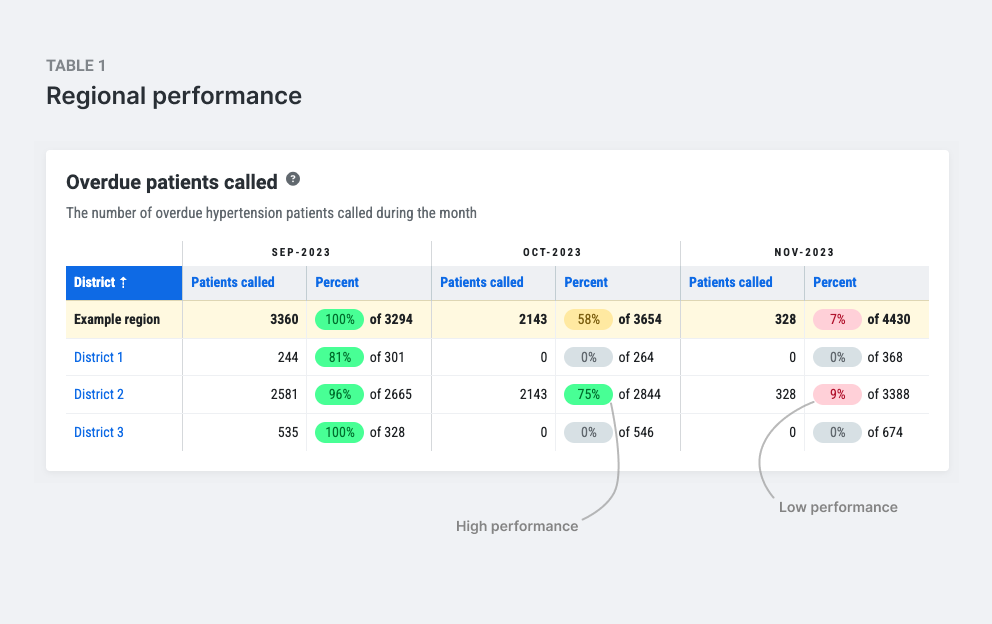 TABLE 1
Regional performance
Overdue patients called ?
The number of overdue hypertension patients called during the month
SEP-2023 OCT-2023 NOV-2023
District ↑ Patients called Percent Patients called Percent Patients called Percent
Example region 3360 100% of 3294 2143 58% of 3654 328 7% of 4430
District 1 244 81% of 301 0 0% of 264 0 0% of 368
District 2 2581 96% of 2665 2143 75% of 2844 328 9% of 3388
District 3 535 100% of 328 0 0% of 546 0 0% of 674
Low performance
High performance